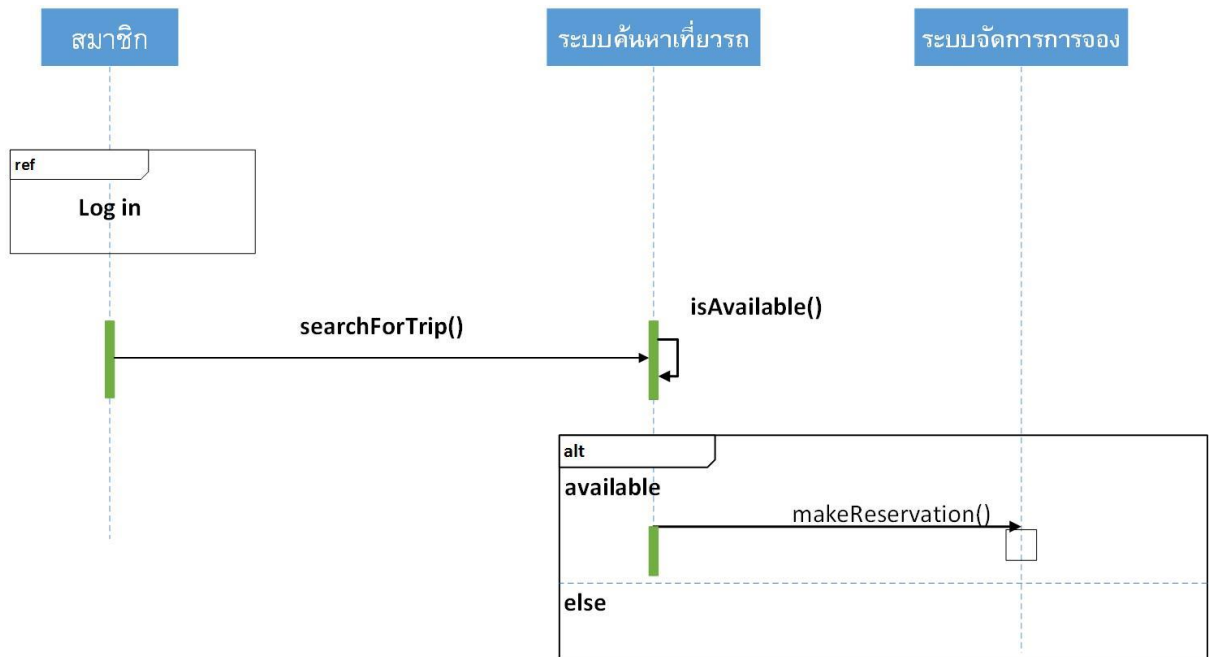 สมาชิก
ระบบค้นหาเที่ยวรถ
ระบบจัดการการจอง
ref
Log in
isAvailable()
searchForTrip()
alt
available
makeReservation()
else